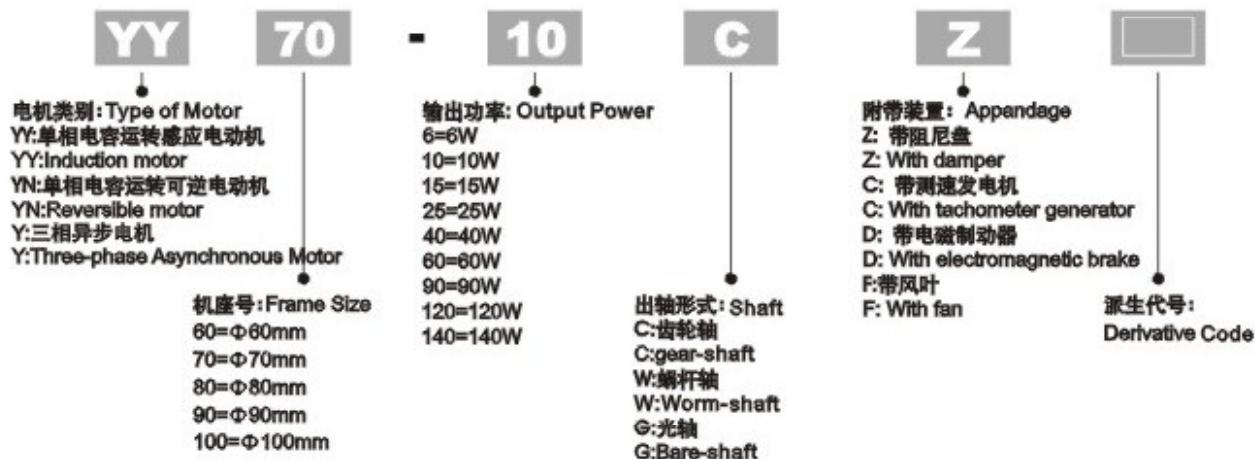 YY 70 - 10 C Z
电机类别: Type of Motor
YY:单相电容运转感应电动机
YY:Induction motor
YN:单相电容运转可逆电动机
YN:Reversible motor
Y:三相异步电机
Y:Three-phase Asynchronous Motor
机座号:Frame Size
60=Φ60mm
70=Φ70mm
80=Φ80mm
90=Φ90mm
100=Φ100mm
输出功率: Output Power
6=6W
10=10W
15=15W
25=25W
40=40W
60=60W
90=90W
120=120W
140=140W
出轴形式: Shaft
C:齿轮轴
C:gear-shaft
W:蜗杆轴
W:Worm-shaft
G:光轴
G:Bare-shaft
附带装置: Appandage
Z: 带阻尼盘
Z: With damper
C: 带测速发电机
C: With tachometer generator
D: 带电磁制动器
D: With electromagnetic brake
F:带风叶
F: With fan
派生代号:
Derivative Code